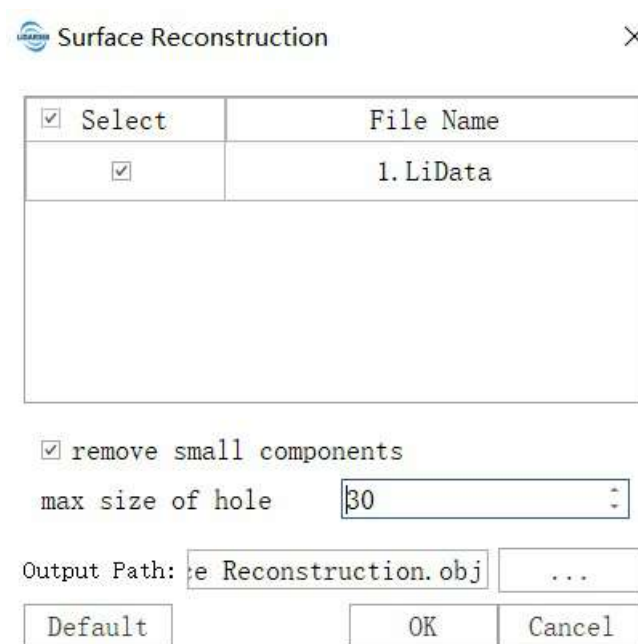 Surface Reconstruction
Select File Name
1.LiData
remove small components
max size of hole 30
Output Path: e Reconstruction.obj ...
Default OK Cancel